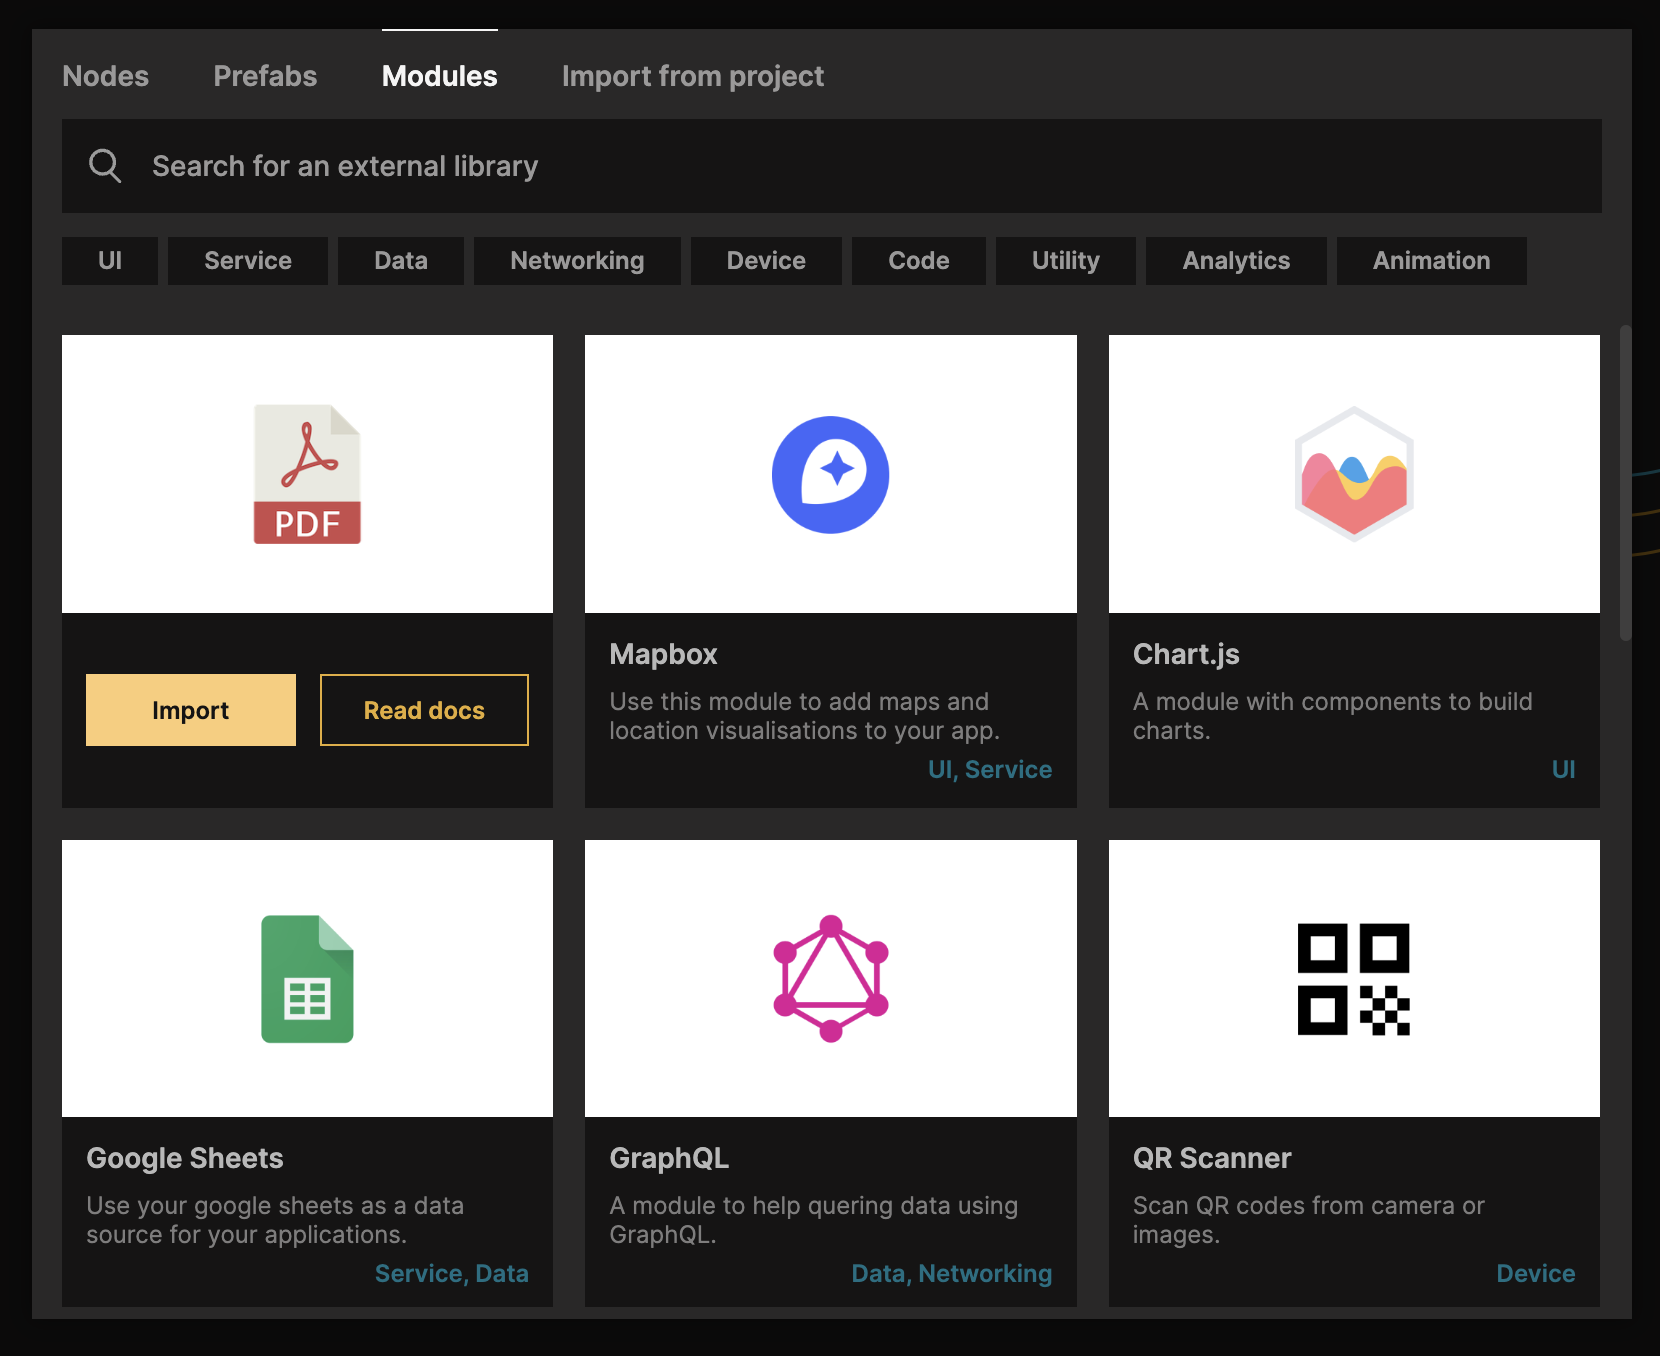 Nodes Prefabs Modules Import from project
Search for an external library
UI Service Data Networking Device Code Utility Analytics Animation
PDF
Import Read docs
Mapbox
Use this module to add maps and
location visualisations to your app.
UI, Service
Chart.js
A module with components to build
charts.
UI
Google Sheets
Use your google sheets as a data
source for your applications.
Service, Data
GraphQL
A module to help quering data using
GraphQL.
Data, Networking
QR Scanner
Scan QR codes from camera or
images.
Device